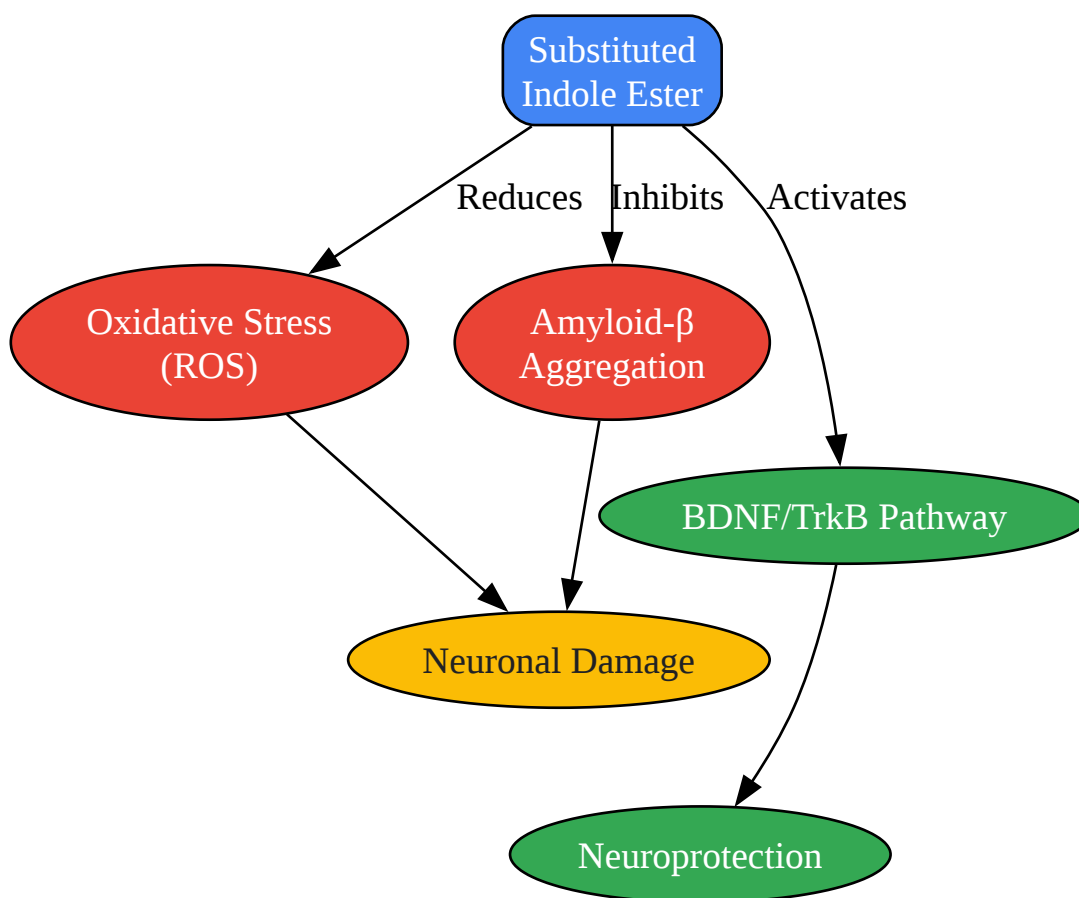 Substituted
Indole Ester
Reduces
Inhibits
Activates
Oxidative Stress
(ROS)
Amyloid-β
Aggregation
BDNF/TrkB Pathway
Neuronal Damage
Neuroprotection